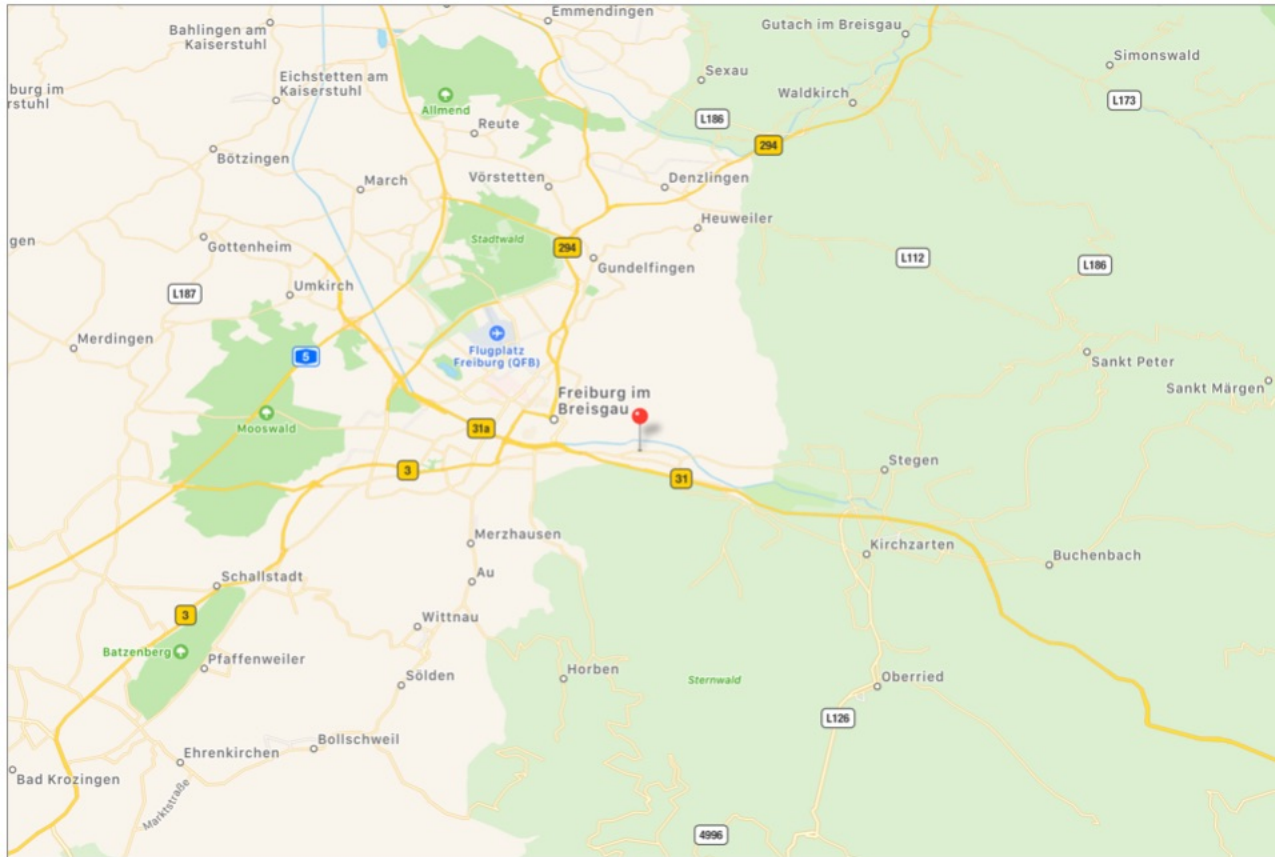 Emmendingen
Gutach im Breisgau
Bahlingen am
Kaiserstuhl
Simonswald
Sexau
Eichstetten am
Kaiserstuhl
burg im
rstuhl
Waldkirch
L173
Allmend
L186
Reute
294
Bötzingen
March
Vörstetten
Denzlingen
Heuweiler
gen
Gottenheim
Stadtwald
294
Gundelfingen
L112
L186
Umkirch
L187
Merdingen
5
Flugplatz
Freiburg (QFB)
Sankt Peter
Sankt Märgen
Freiburg im
Breisgau
Mooswald
31a
3
31
Stegen
Merzhausen
Kirchzarten
Buchenbach
Schallstadt
Au
3
Wittnau
Batzenberg
Pfaffenweiler
Sölden
Horben
Sternwald
Oberried
L126
Ehrenkirchen
Bollschweil
Bad Krozingen
Marktstraße
4996